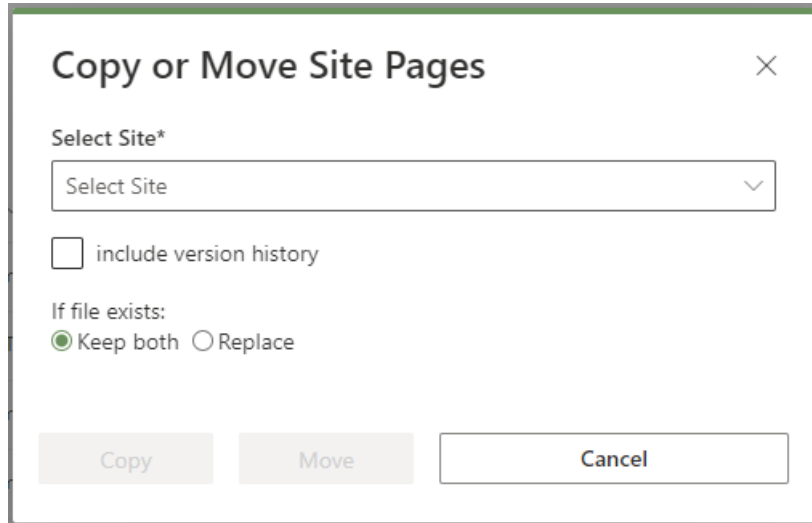 Copy or Move Site Pages
Select Site*
Select Site
include version history
If file exists:
Keep both Replace
Copy Move Cancel